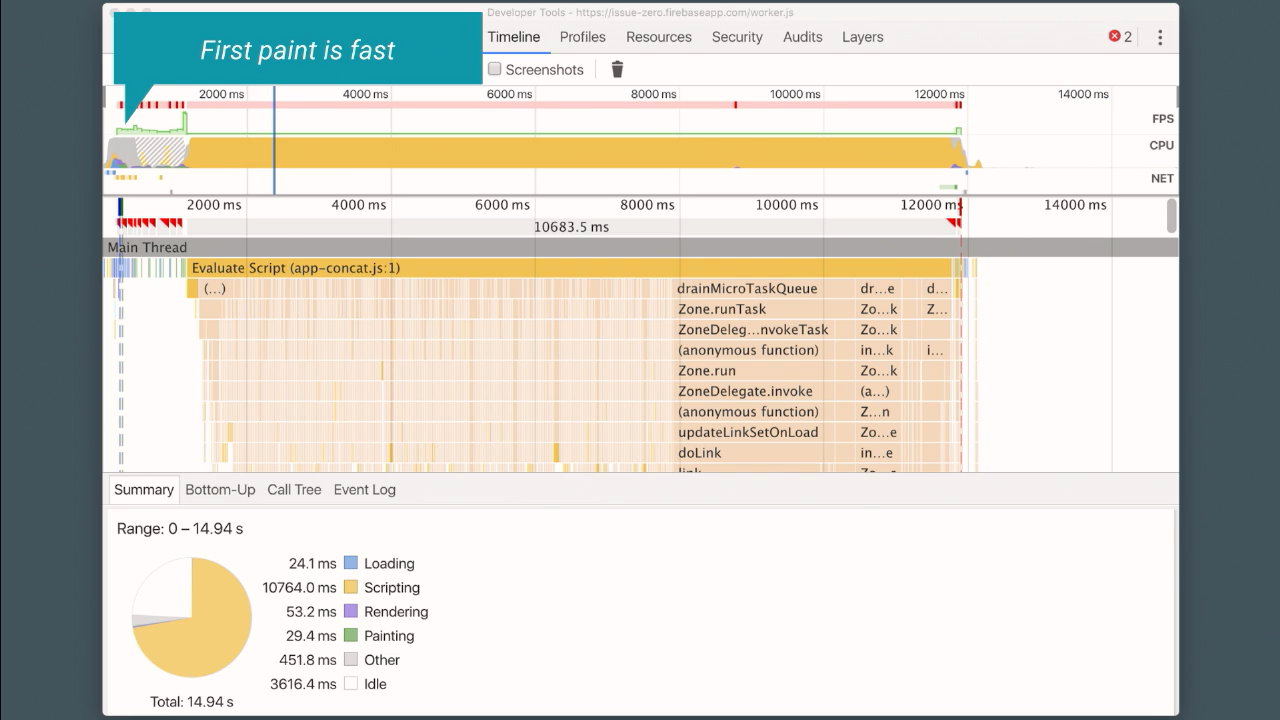 Developer Tools - https://issue-zero.firebaseapp.com/worker.js
First paint is fast
Timeline Profiles Resources Security Audits Layers 2
Screenshots
2000 ms 4000 ms 6000 ms 8000 ms 10000 ms 12000 ms 14000 ms
FPS
CPU
NET
2000 ms 4000 ms 6000 ms 8000 ms 10000 ms 12000 ms 14000 ms
10683.5 ms
Main Thread
Evaluate Script (app-concat.js:1)
(...) drainMicroTaskQueue dr...e d...
Zone.runTask Zo...k Z...
ZoneDeleg...nvokeTask Zo...k
(anonymous function) in...k i...
Zone.run Zo...k
ZoneDelegate.invoke (a...)
(anonymous function) Z...n
updateLinkSetOnLoad Zo...e
doLink in...e
Summary Bottom-Up Call Tree Event Log
Range: 0 – 14.94 s
24.1 ms Loading
10764.0 ms Scripting
53.2 ms Rendering
29.4 ms Painting
451.8 ms Other
3616.4 ms Idle
Total: 14.94 s